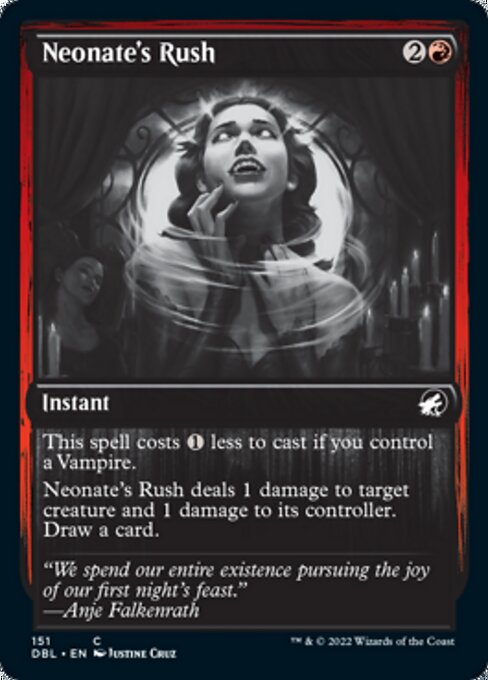 Neonate's Rush 2
Instant
This spell costs 1 less to cast if you control
a Vampire.
Neonate's Rush deals 1 damage to target
creature and 1 damage to its controller.
Draw a card.
“We spend our entire existence pursuing the joy
of our first night's feast.”
—Anje Falkenrath
151 C
DBL • EN Justine Cruz
™ & © 2022 Wizards of the Coast